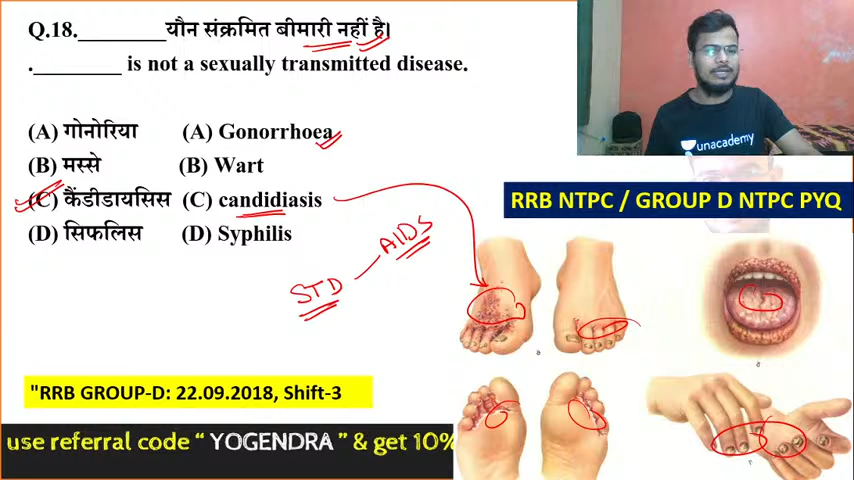 Q.18.________यौन संक्रमित बीमारी नहीं है।
.________ is not a sexually transmitted disease.
(A) गोनोरिया (A) Gonorrhoea
(B) मस्से (B) Wart
(C) कैंडीडायसिस (C) candidiasis
(D) सिफलिस (D) Syphilis
AIDS
STD
unacademy
RRB NTPC / GROUP D NTPC PYQ
"RRB GROUP-D: 22.09.2018, Shift-3
use referral code “ YOGENDRA ” & get 10%